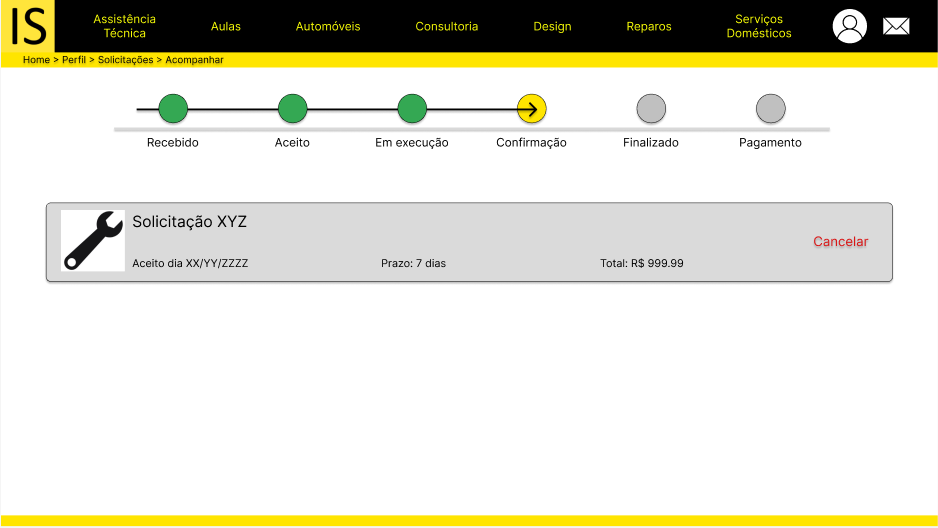 IS
Assistência
Técnica
Aulas
Automóveis
Consultoria
Design
Reparos
Serviços
Domésticos
Home > Perfil > Solicitações > Acompanhar
Recebido
Aceito
Em execução
Confirmação
Finalizado
Pagamento
Solicitação XYZ
Cancelar
Aceito dia XX/YY/ZZZZ
Prazo: 7 dias
Total: R$ 999.99